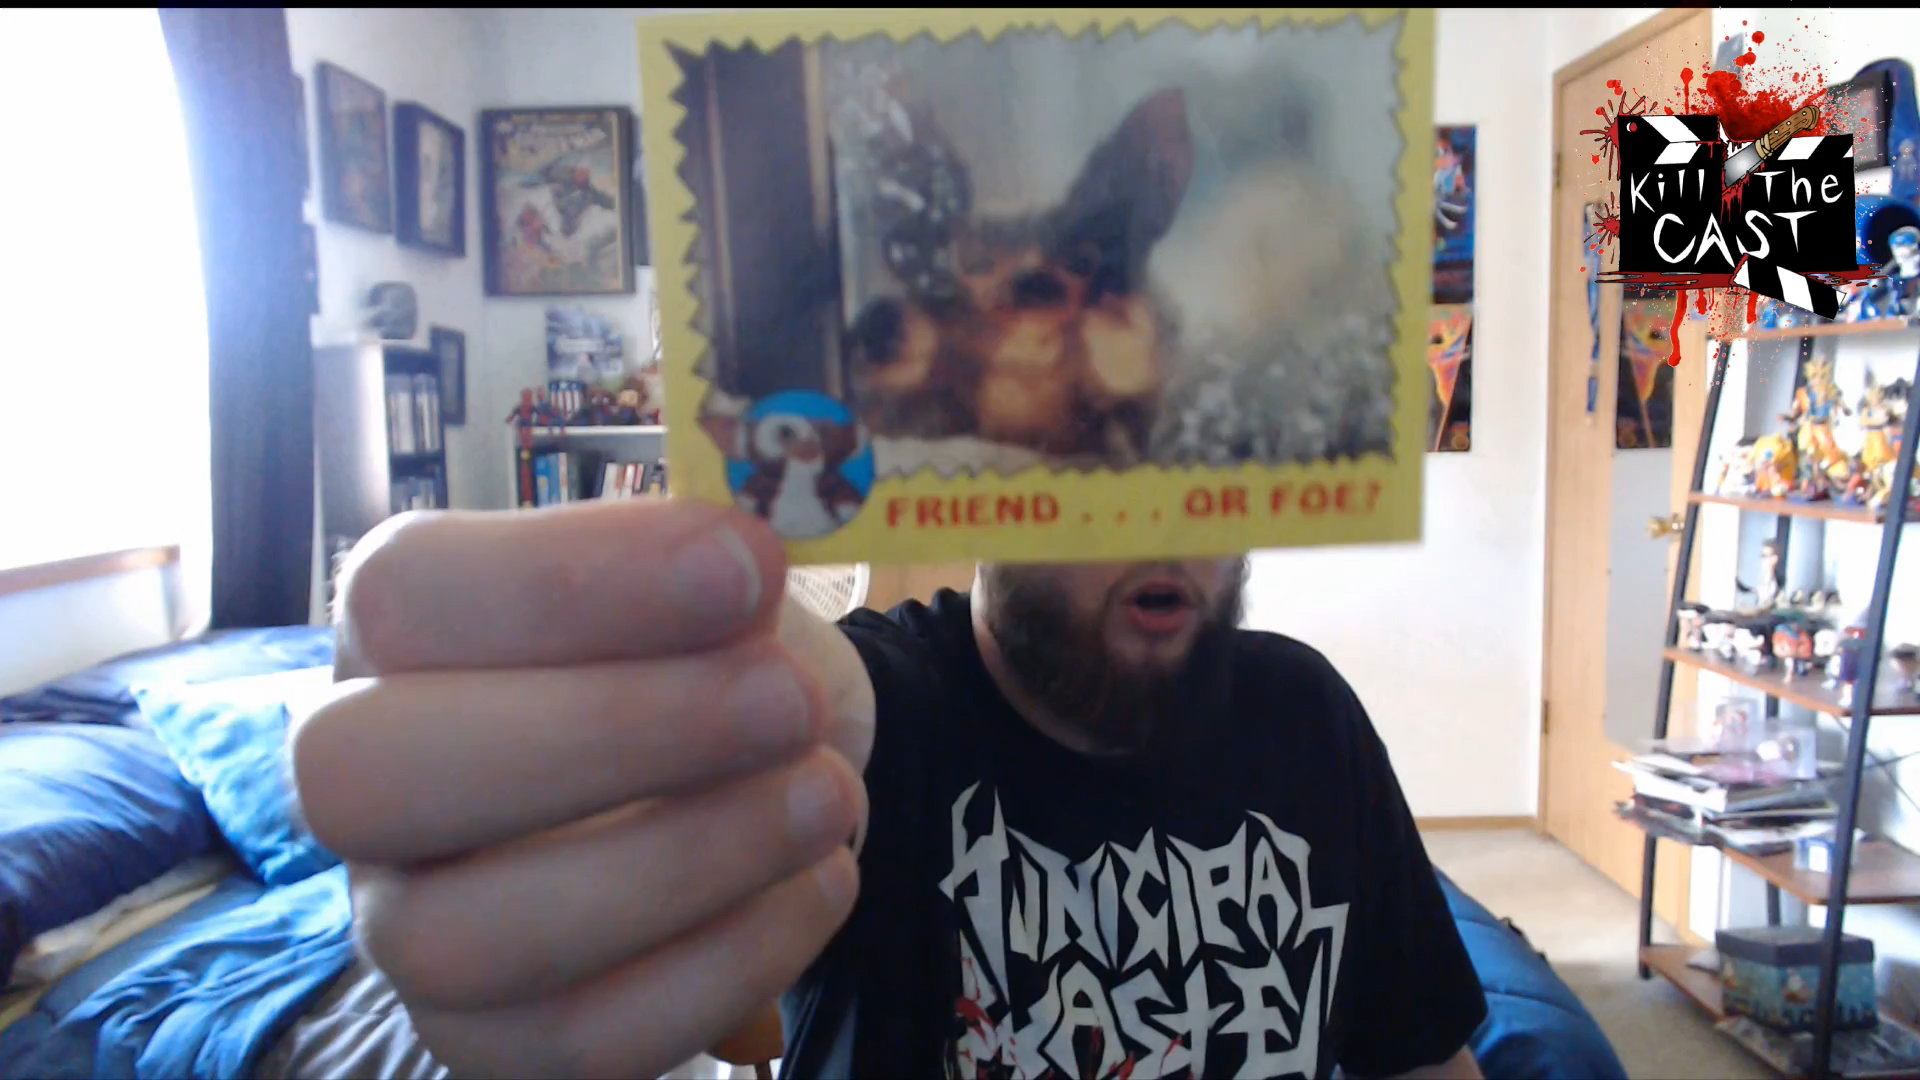 Kill The
CAST
FRIEND . . . OR FOE?
MUNICIPAL
WASTE